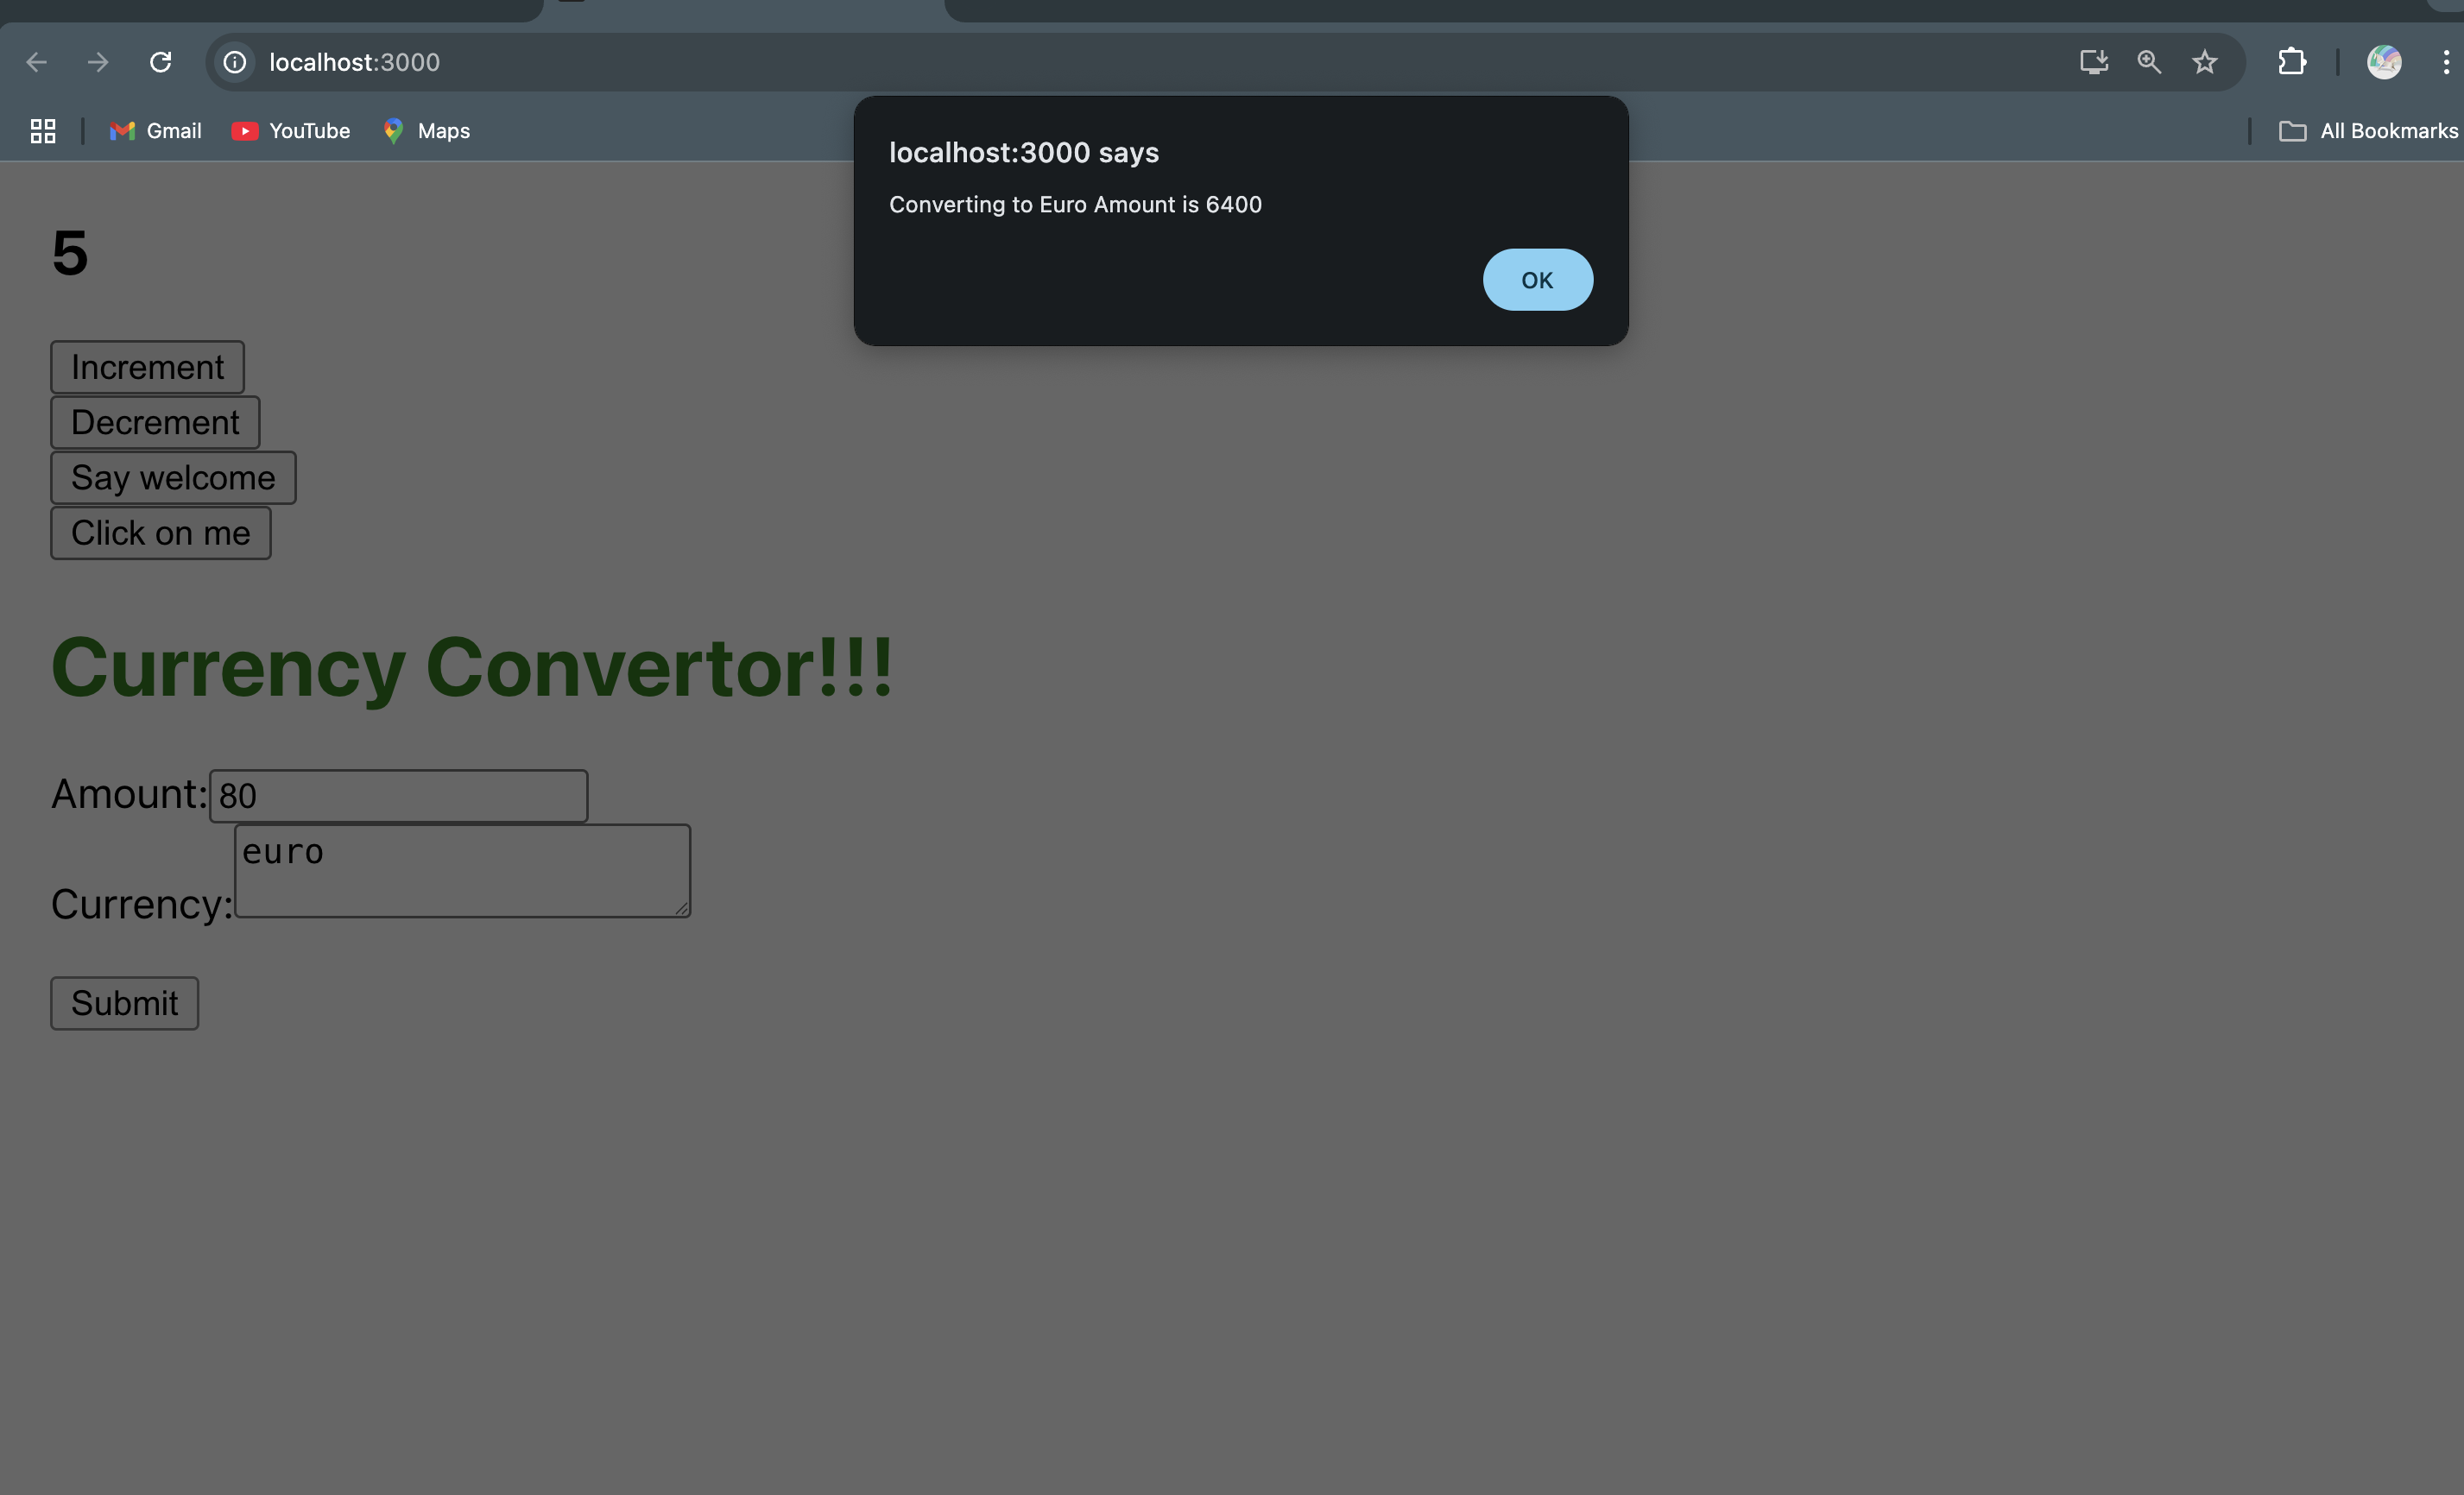 localhost:3000
Gmail YouTube Maps All Bookmarks
localhost:3000 says
Converting to Euro Amount is 6400
OK
5
Increment
Decrement
Say welcome
Click on me
Currency Convertor!!!
Amount: 80
euro
Currency:
Submit